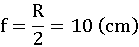 f = R/2 = 10 (cm)